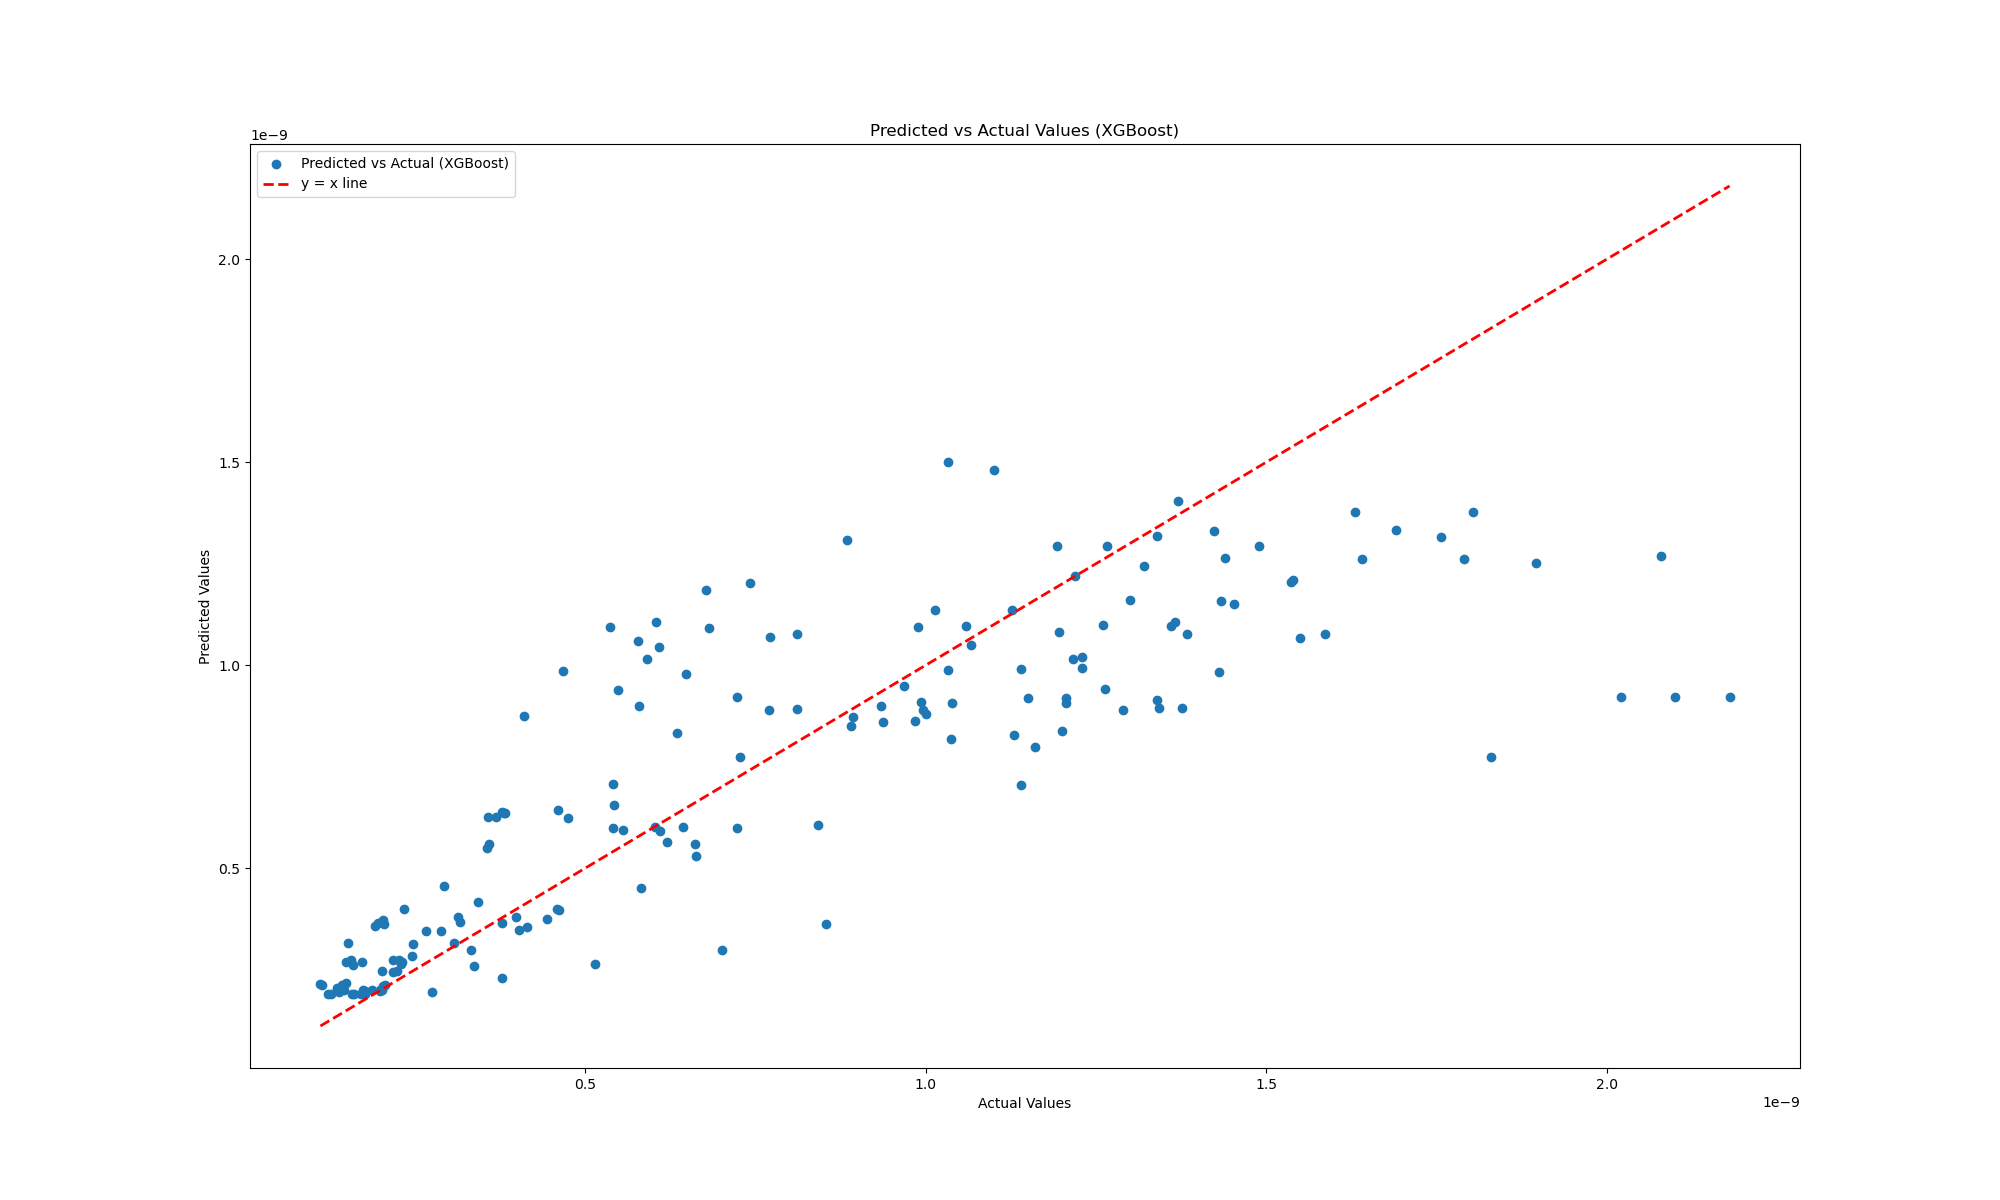 Predicted vs Actual Values (XGBoost)
1e−9
Predicted vs Actual (XGBoost)
y = x line
2.0
1.5
1.0
0.5
Predicted Values
0.5 1.0 1.5 2.0
Actual Values
1e−9